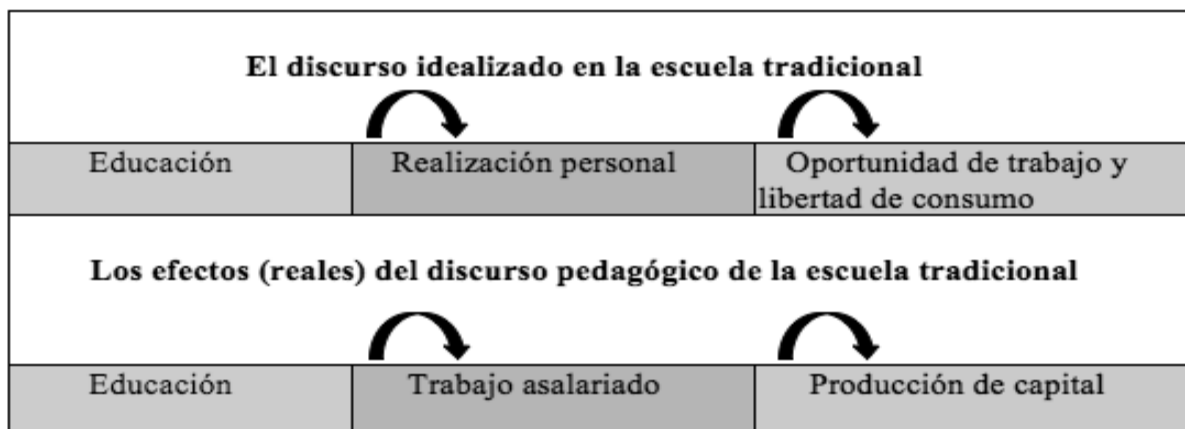 El discurso idealizado en la escuela tradicional
Educación
Realización personal
Oportunidad de trabajo y
libertad de consumo
Los efectos (reales) del discurso pedagógico de la escuela tradicional
Educación
Trabajo asalariado
Producción de capital